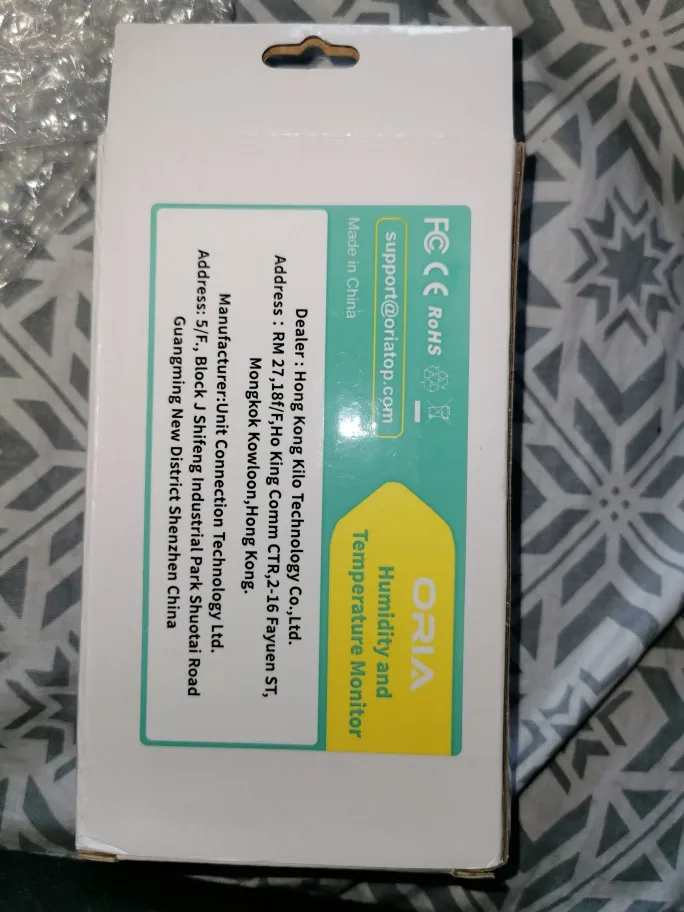 FC CE RoHS
support@oriatop.com
Made in China
ORIA
Humidity and
Temperature Monitor
Dealer : Hong Kong Kilo Technology Co.,Ltd.
Address : RM 27,18f/F,Ho King Comm CTR,2-16 Fayuen ST,
Mongkok Kowloon,Hong Kong.
Manufacturer:Unit Connection Technology Ltd.
Address: 5/F., Block J Shifeng Industrial Park Shuotai Road
Guangming New District Shenzhen China